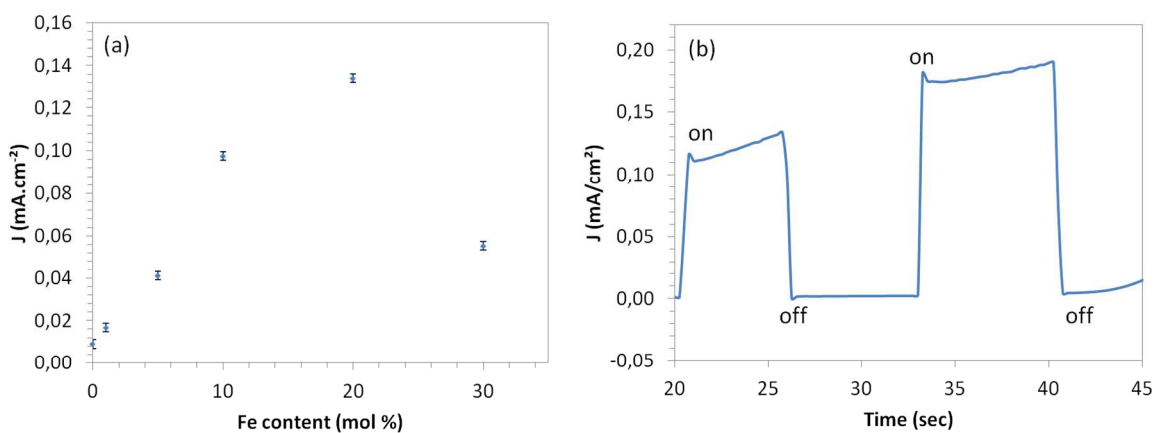 (a)
0,16
0,14
0,12
0,10
0,08
0,06
0,04
0,02
0,00
J (mA.cm⁻²)
0 10 20 30
Fe content (mol %)
(b)
0,20
0,15
0,10
0,05
0,00
-0,05
J (mA/cm²)
on
on
off
off
20 25 30 35 40 45
Time (sec)